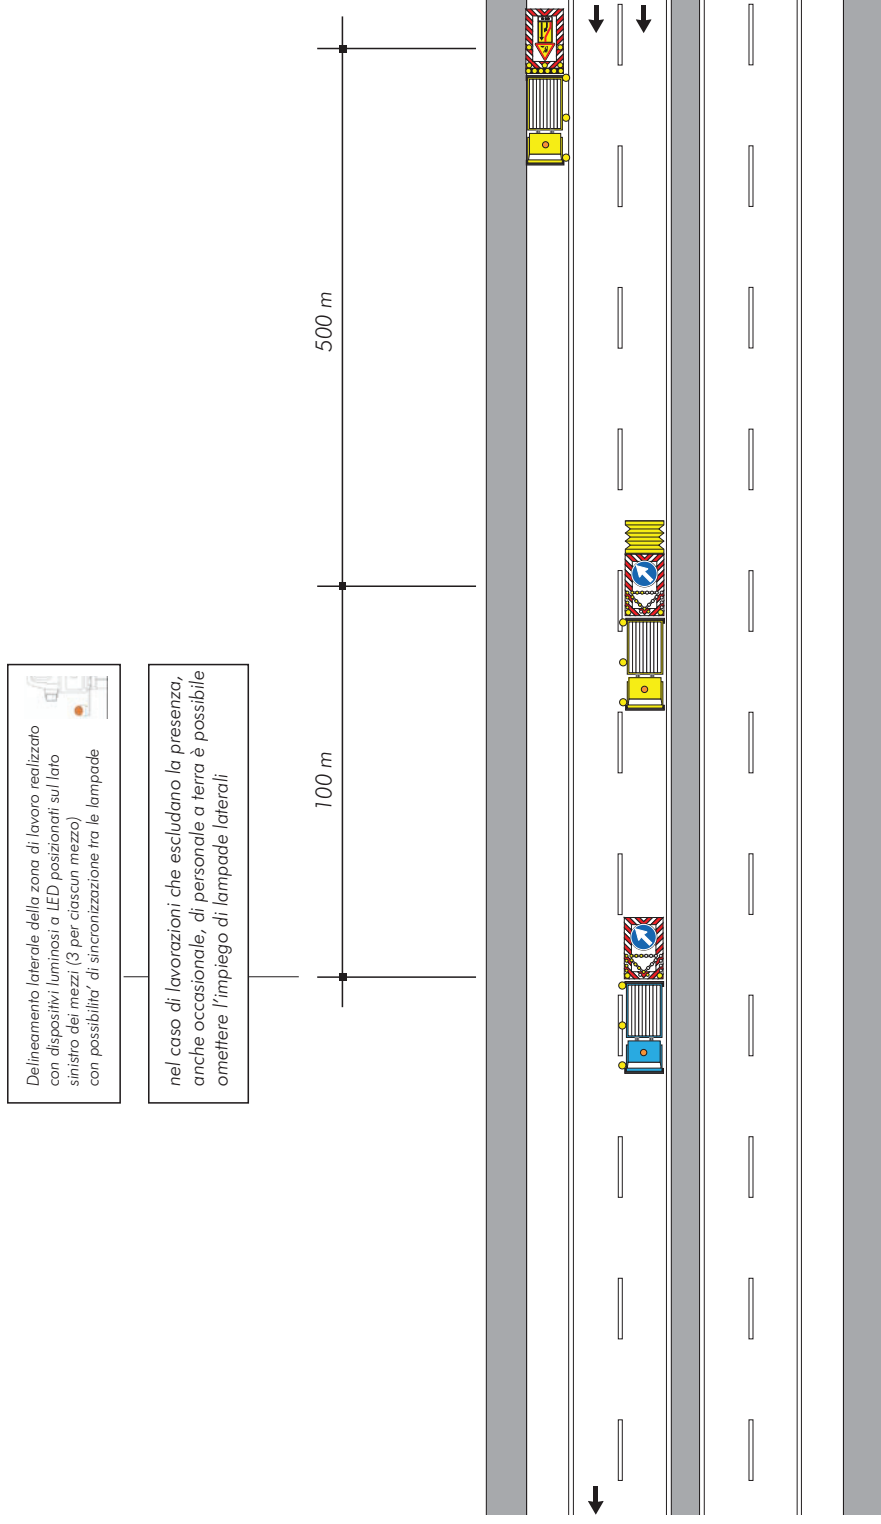 500 m
100 m
Delineamento laterale della zona di lavoro realizzato
con dispositivi luminosi a LED posizionati sul lato
sinistro dei mezzi (3 per ciascun mezzo)
con possibilita' di sincronizzazione tra le lampade
nel caso di lavorazioni che escludano la presenza,
anche occasionale, di personale a terra è possibile
omettere l'impiego di lampade laterali